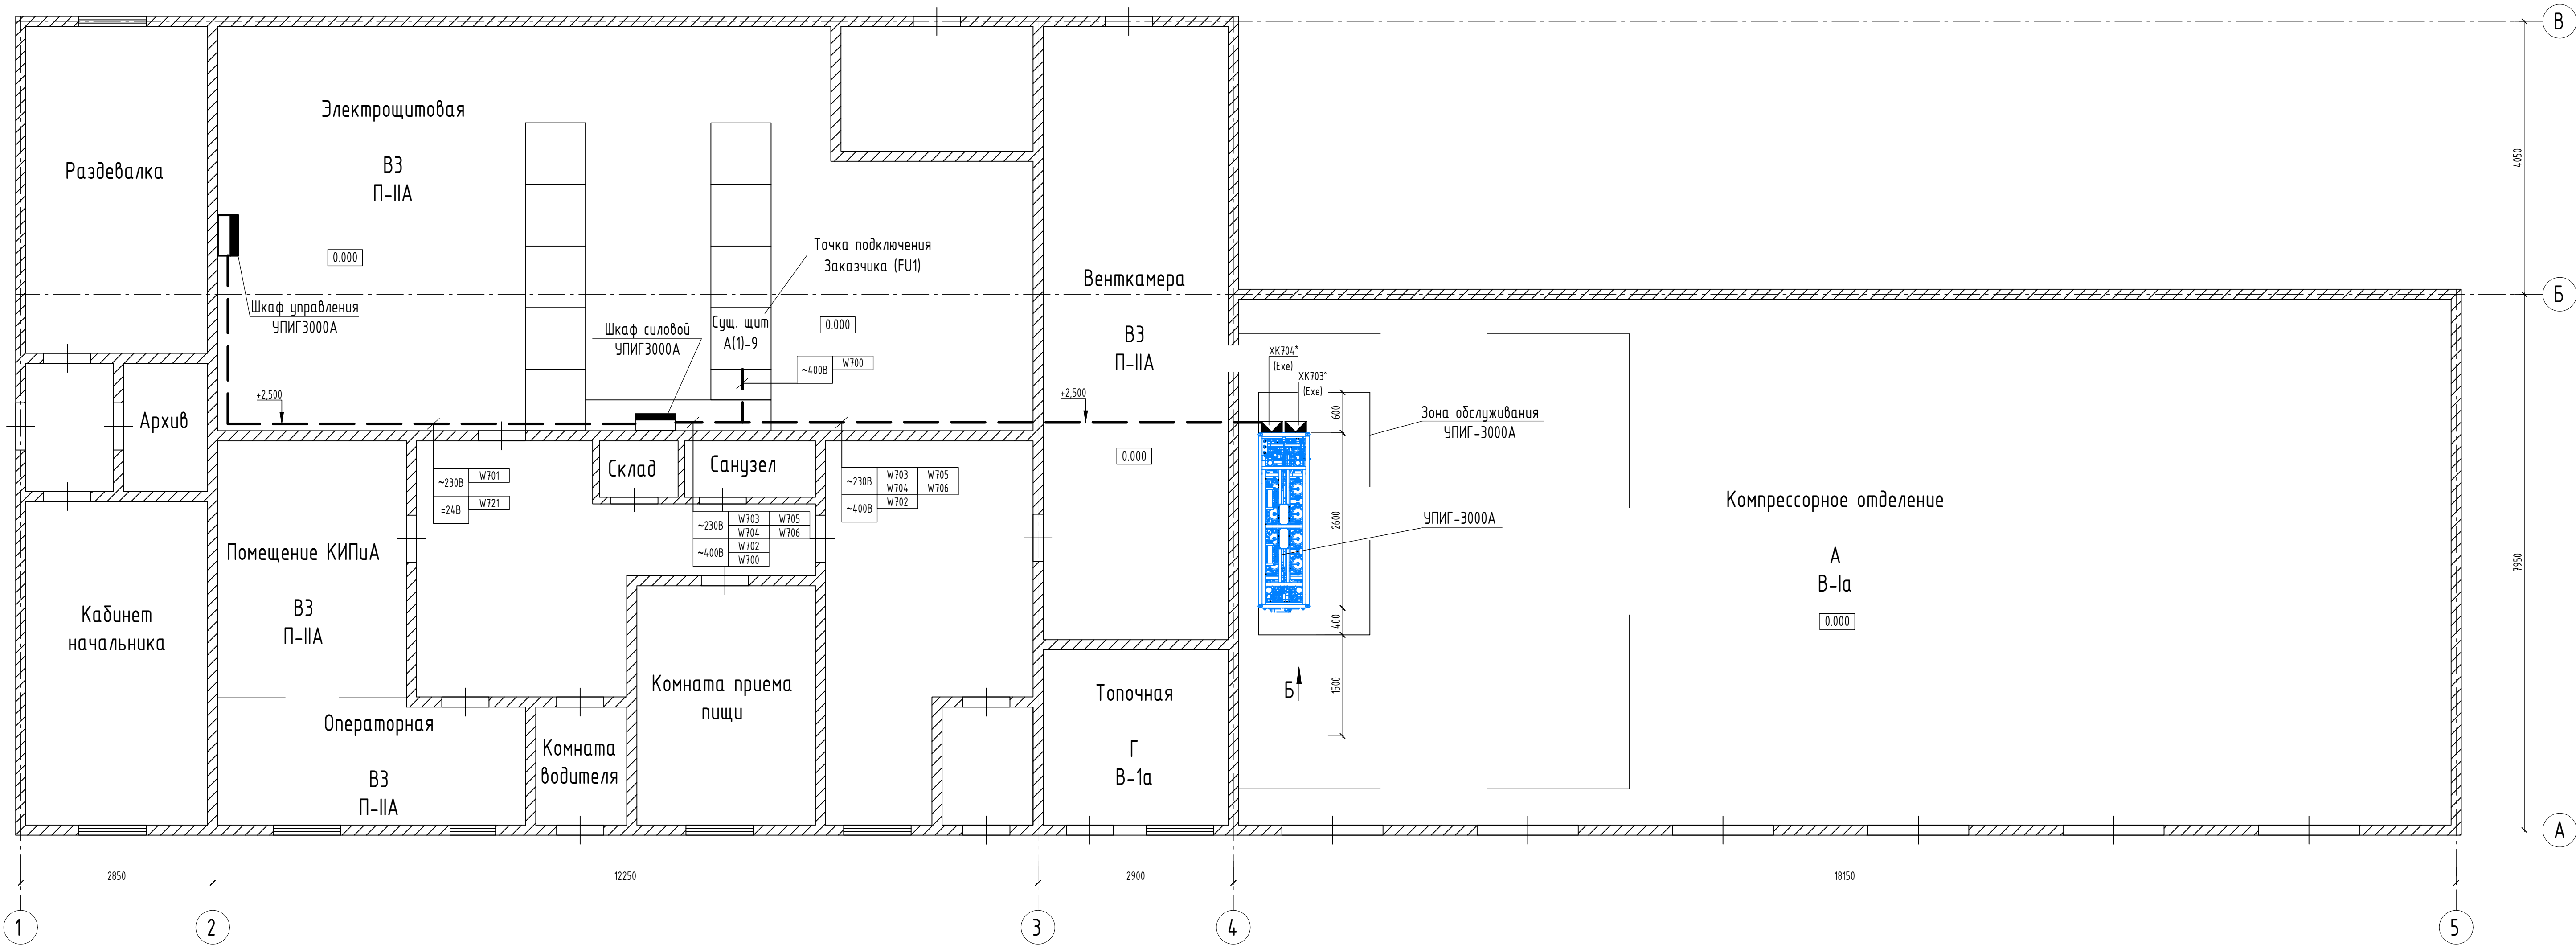 В
Электрощитовая
В3
П-IIА
Раздевалка
4050
0.000
Точка подключения
Заказчика (FU1)
Венткамера
В3
П-IIА
Шкаф управления
УПИГ3000А
Б
Шкаф силовой
УПИГ3000А
Сущ. щит
А(1)-9
0.000
~400В
W700
ХК704*
(Exe)
ХК703*
(Exe)
+2,500
+2,500
Архив
600
Зона обслуживания
УПИГ-3000А
0.000
Склад
Санузел
~230В
W701
=24В
W721
~230В
W703
W705
W704
W706
~400В
W702
~230В
W703
W705
W704
W706
~400В
W702
W700
2600
УПИГ-3000А
Компрессорное отделение
А
В-Iа
0.000
7950
Помещение КИПиА
В3
П-IIА
Кабинет
начальника
400
Б
1500
Комната приема
пищи
Топочная
Г
В-1а
Операторная
В3
П-IIА
Комната
водителя
А
2850
12250
2900
18150
1
2
3
4
5